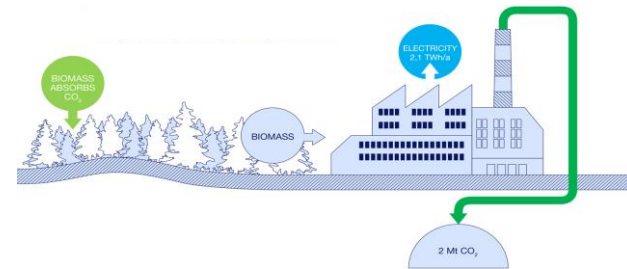 BIOMASS
ABSORBS
CO₂
BIOMASS
ELECTRICITY
2,1 TWh/a
2 Mt CO₂